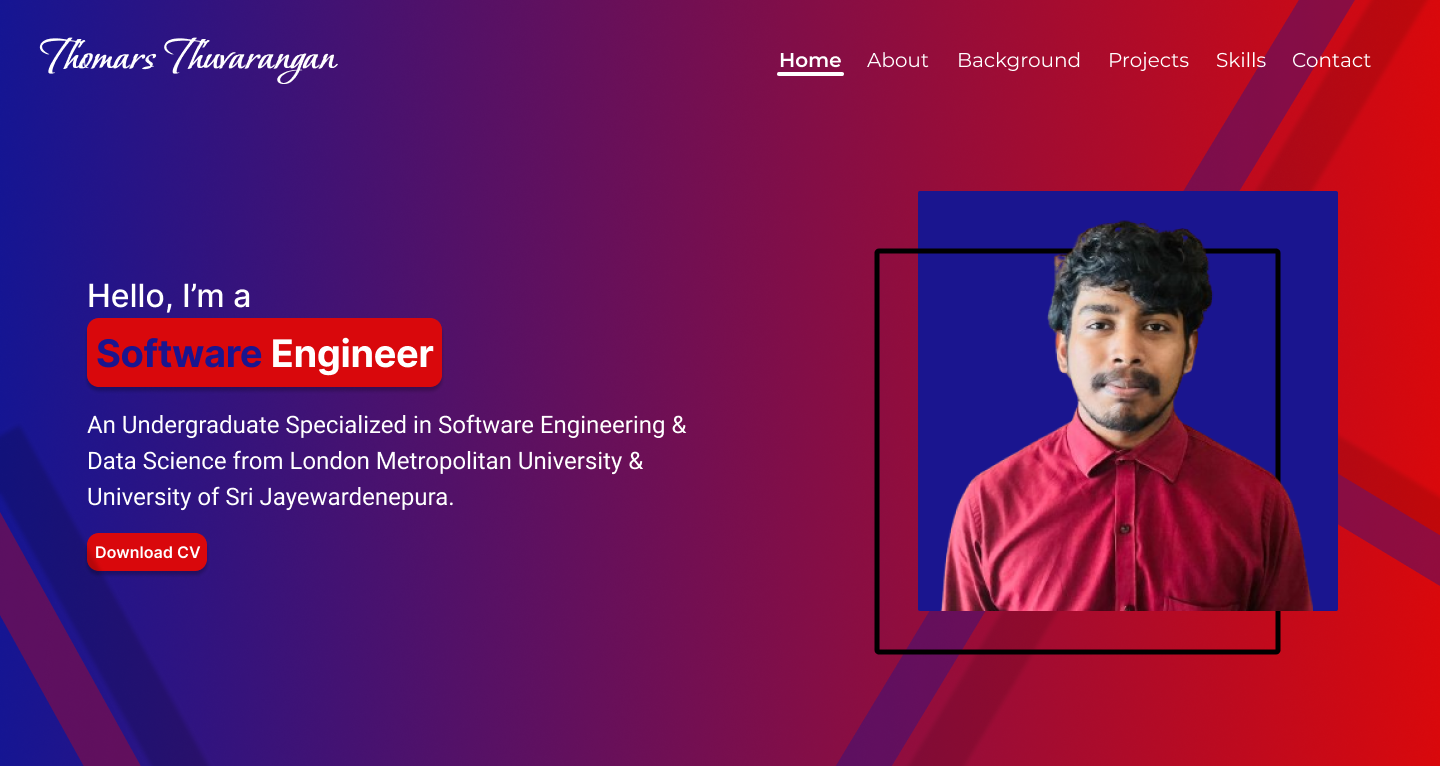 Thomars Thuvarangan
Home About Background Projects Skills Contact
Hello, I’m a
Software Engineer
An Undergraduate Specialized in Software Engineering &
Data Science from London Metropolitan University &
University of Sri Jayewardenepura.
Download CV